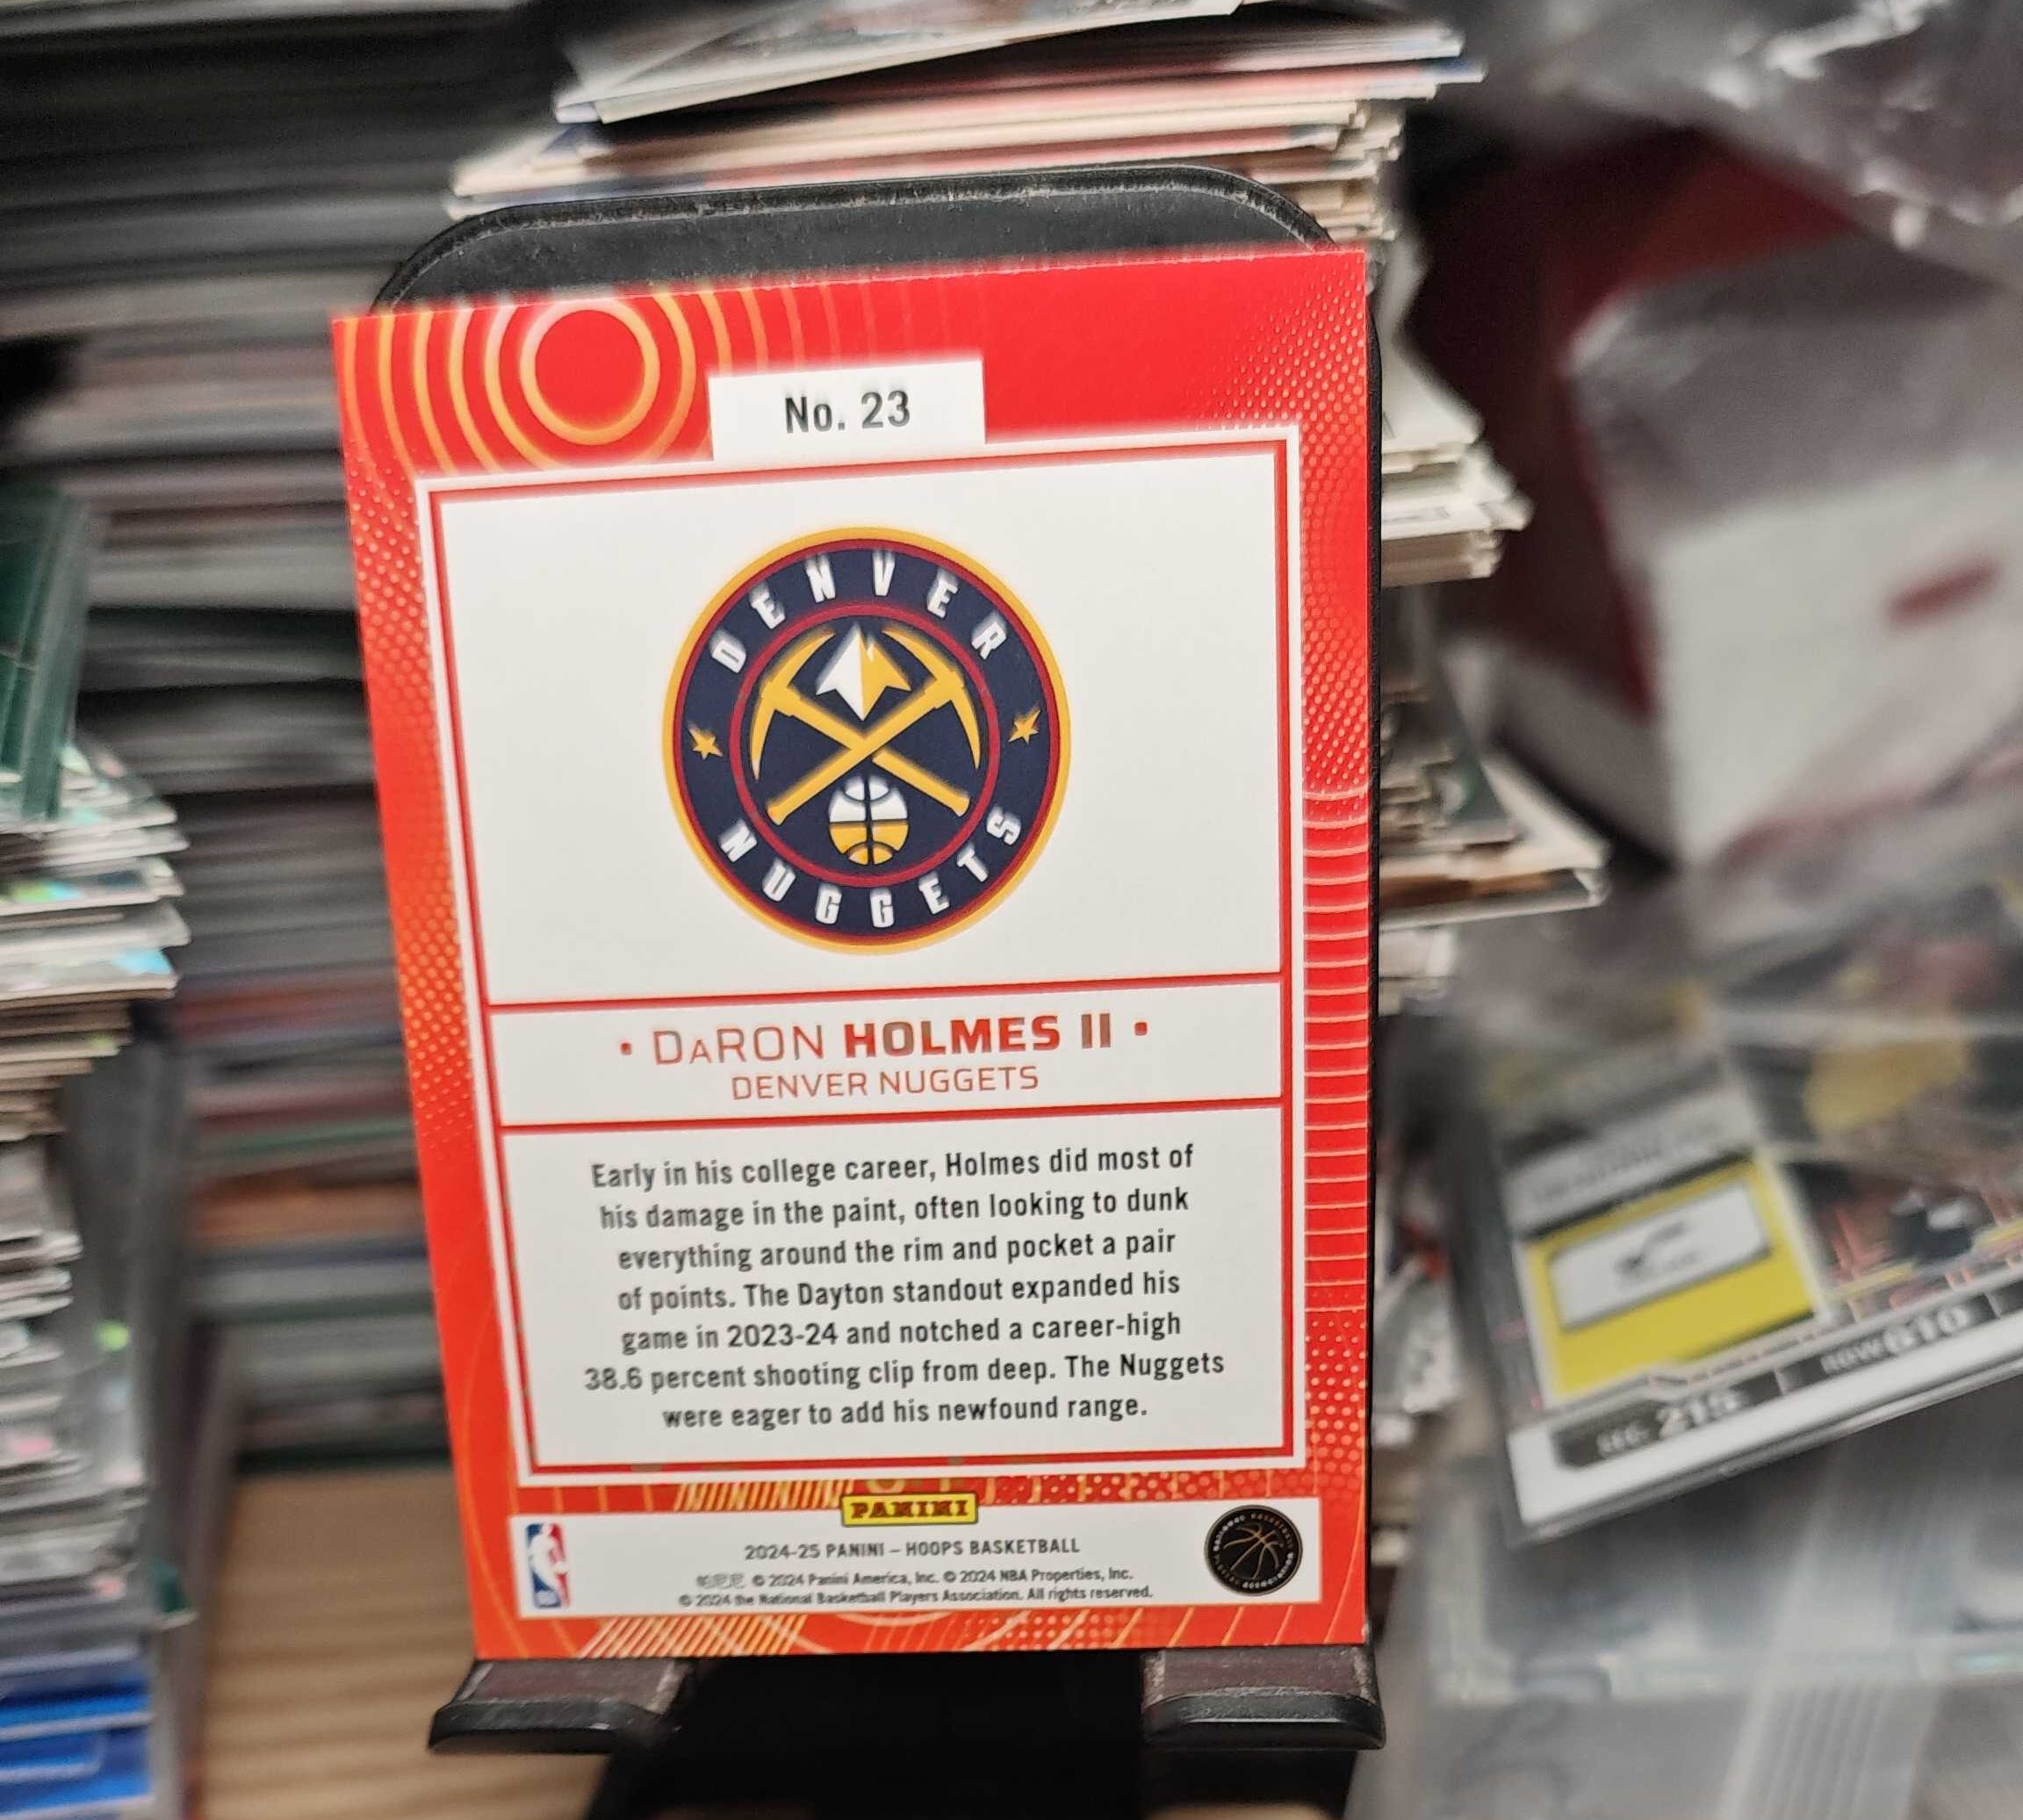 No. 23
DENVER
NUGGETS
• DaRON HOLMES II •
DENVER NUGGETS
Early in his college career, Holmes did most of
his damage in the paint, often looking to dunk
everything around the rim and pocket a pair
of points. The Dayton standout expanded his
game in 2023-24 and notched a career-high
38.6 percent shooting clip from deep. The Nuggets
were eager to add his newfound range.
PANINI
2024-25 PANINI – HOOPS BASKETBALL
© 2024 Panini America, Inc. © 2024 NBA Properties, Inc.
© 2024 the National Basketball Players Association. All rights reserved.
SEC. 215
ROW 610